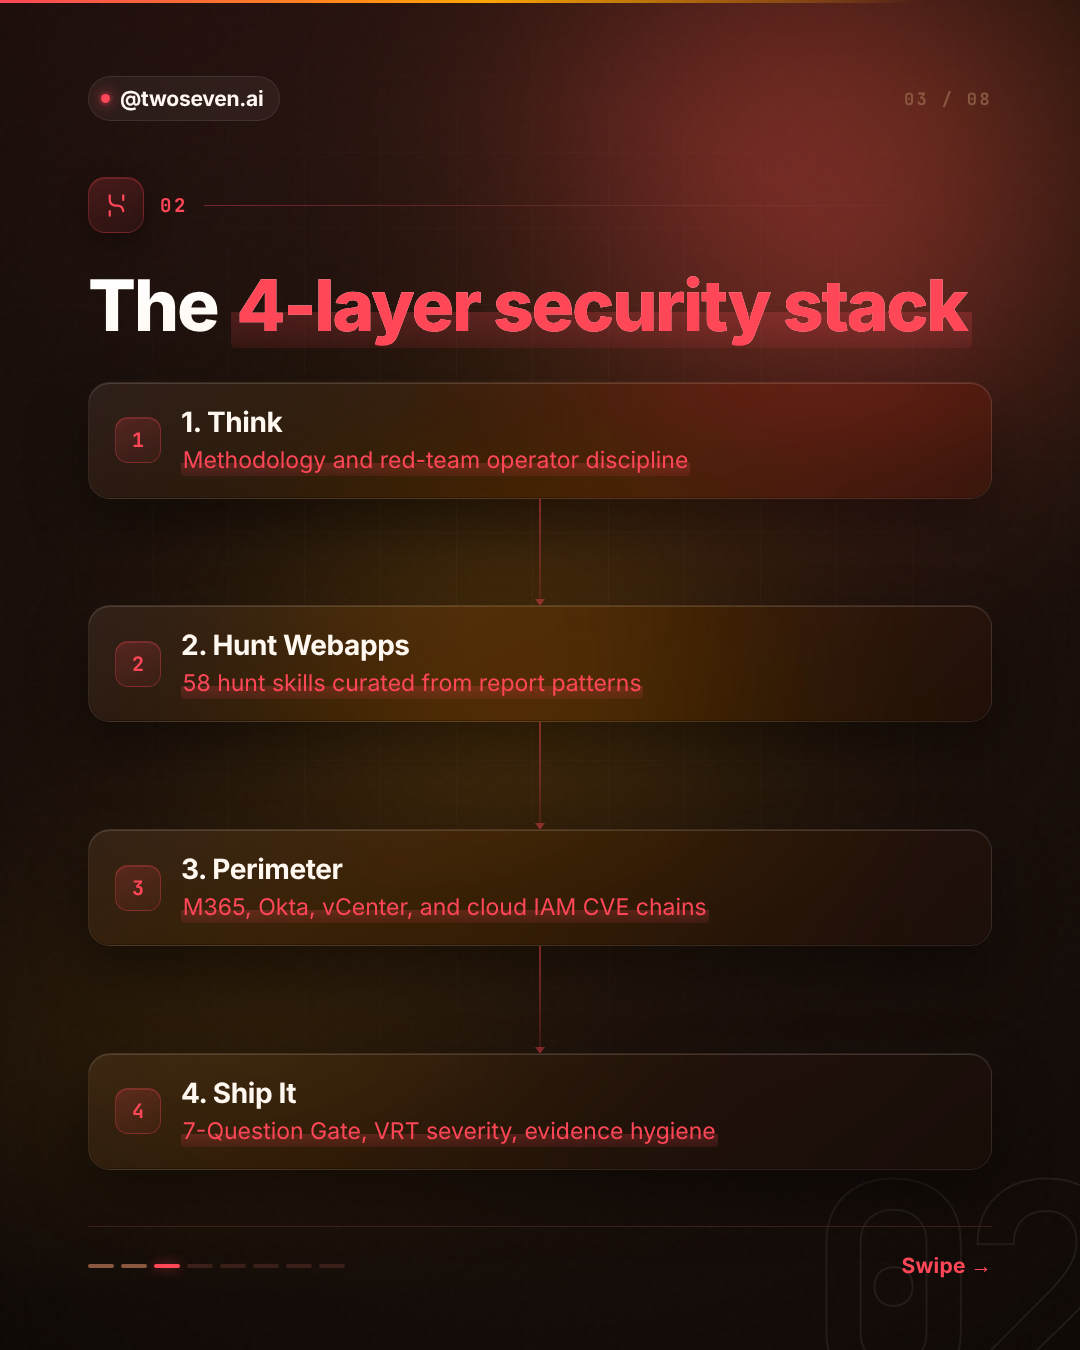 @twoseven.ai
03 / 08
02
The 4-layer security stack
1
1. Think
Methodology and red-team operator discipline
2
2. Hunt Webapps
58 hunt skills curated from report patterns
3
3. Perimeter
M365, Okta, vCenter, and cloud IAM CVE chains
4
4. Ship It
7-Question Gate, VRT severity, evidence hygiene
02
Swipe →